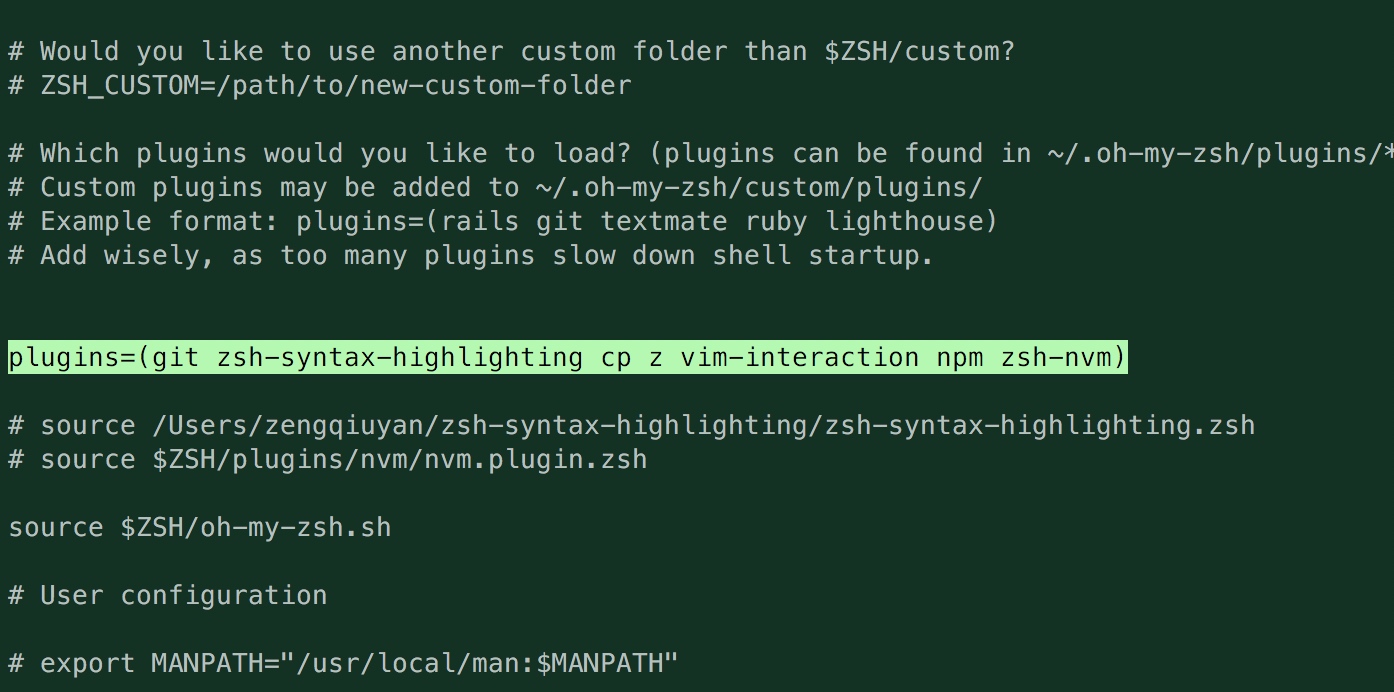 # Would you like to use another custom folder than $ZSH/custom?
# ZSH_CUSTOM=/path/to/new-custom-folder
# Which plugins would you like to load? (plugins can be found in ~/.oh-my-zsh/plugins/*
# Custom plugins may be added to ~/.oh-my-zsh/custom/plugins/
# Example format: plugins=(rails git textmate ruby lighthouse)
# Add wisely, as too many plugins slow down shell startup.
plugins=(git zsh-syntax-highlighting cp z vim-interaction npm zsh-nvm)
# source /Users/zengqiuyan/zsh-syntax-highlighting/zsh-syntax-highlighting.zsh
# source $ZSH/plugins/nvm/nvm.plugin.zsh
source $ZSH/oh-my-zsh.sh
# User configuration
# export MANPATH="/usr/local/man:$MANPATH"